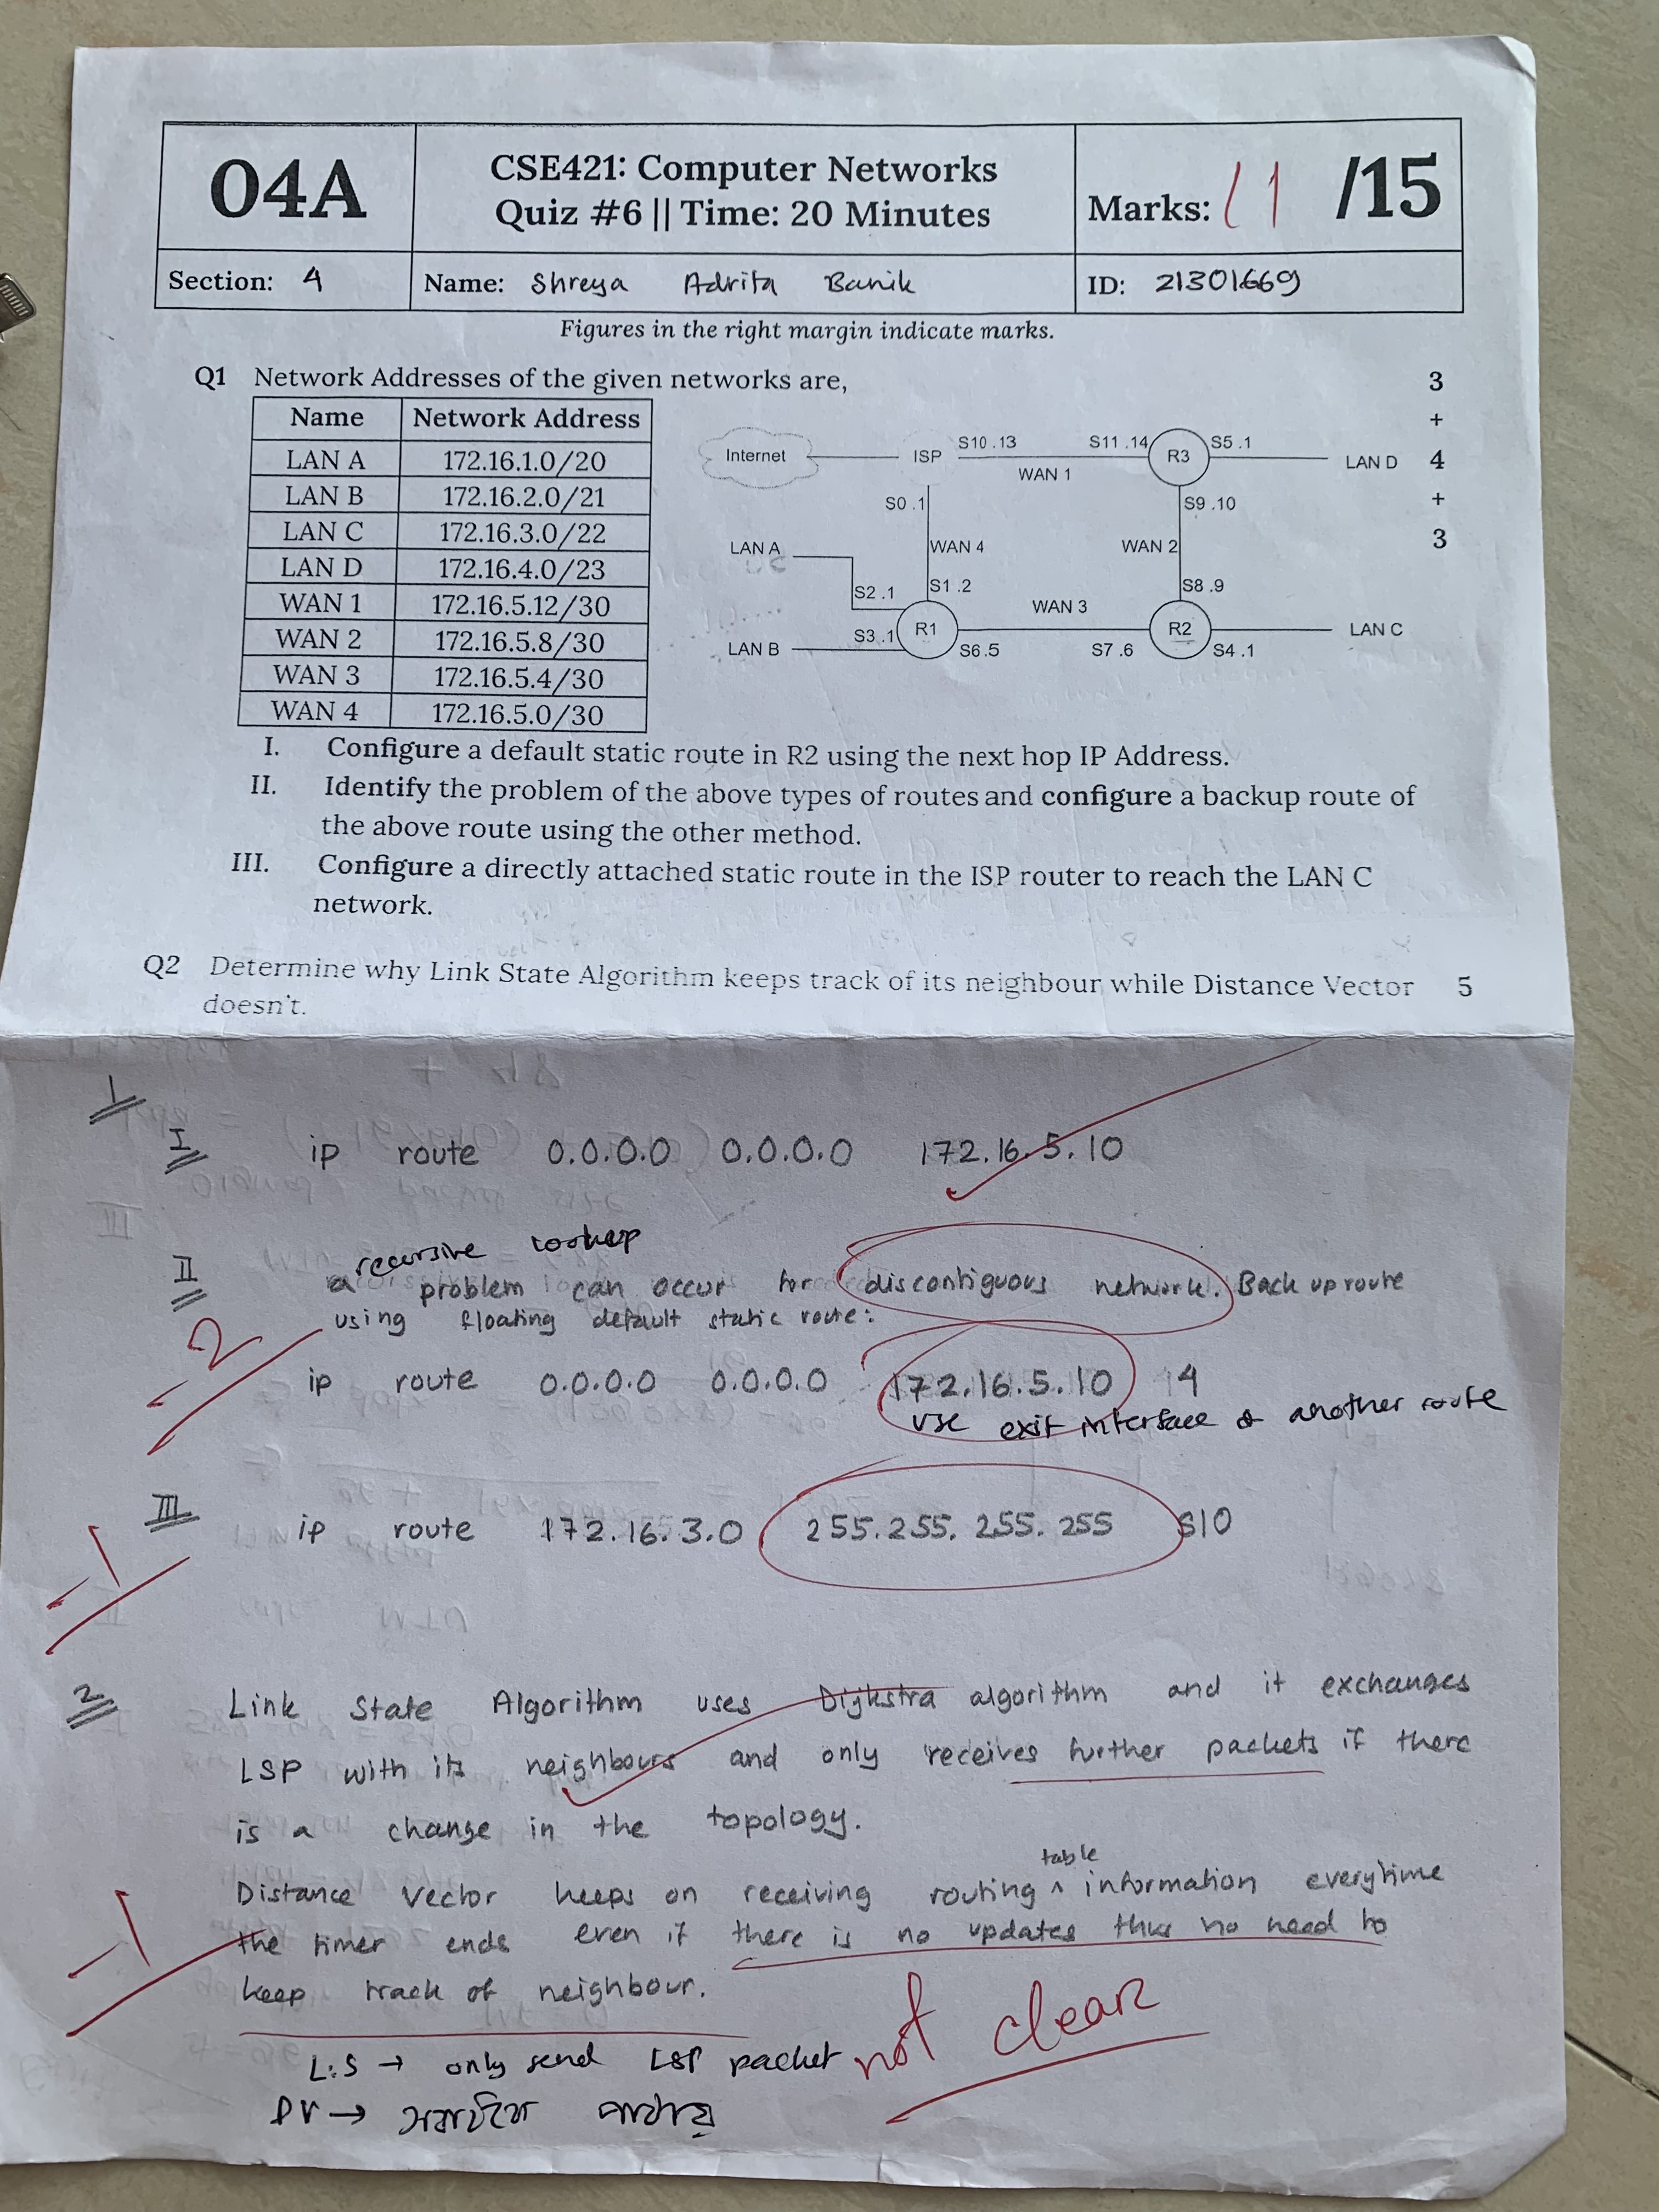 04A
CSE421: Computer Networks
Quiz #6 || Time: 20 Minutes
Marks: 11 /15
Section: 4
Name: Shreya Adrita Banik
ID: 21301669
Figures in the right margin indicate marks.
Q1 Network Addresses of the given networks are,
3
+
4
+
3
Name Network Address
LAN A 172.16.1.0/20
LAN B 172.16.2.0/21
LAN C 172.16.3.0/22
LAN D 172.16.4.0/23
WAN 1 172.16.5.12/30
WAN 2 172.16.5.8/30
WAN 3 172.16.5.4/30
WAN 4 172.16.5.0/30
Internet ISP S10 .13 S11 .14 R3 S5 .1
WAN 1 LAN D
S0 .1 S9 .10
LAN A WAN 4 WAN 2
S2 .1 S1 .2 S8 .9
WAN 3
S3 .1 R1 R2 LAN C
LAN B S6 .5 S7 .6 S4 .1
I. Configure a default static route in R2 using the next hop IP Address.
II. Identify the problem of the above types of routes and configure a backup route of
the above route using the other method.
III. Configure a directly attached static route in the ISP router to reach the LAN C
network.
Q2 Determine why Link State Algorithm keeps track of its neighbour while Distance Vector 5
doesn't.
1
I ip route 0.0.0.0 0.0.0.0 172.16.5.10
recursive lookup
II a problem can occur for discontiguous network. Back up route
using floating default static route:
-2
ip route 0.0.0.0 0.0.0.0 172.16.5.10 4
use exit interface & another route
III ip route 172.16.3.0 255.255.255.255 S10
-1
2 Link State Algorithm uses Dijkstra algorithm and it exchanges
LSP with its neighbours and only receives further packets if there
is a change in the topology.
table
Distance vector keeps on receiving routing ^ information everytime
the timer ends even if there is no updates thus no need to
-1
keep track of neighbour.
not clear
L:S → only send LSP packet
DV →